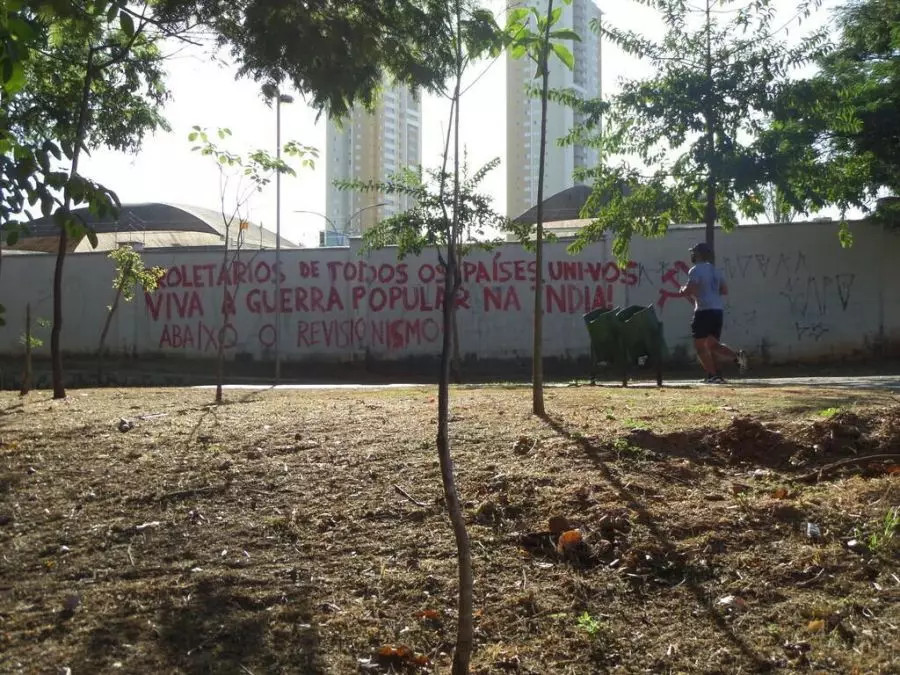 PROLETÁRIOS DE TODOS OS PAÍSES UNI-VOS
VIVA A GUERRA POPULAR NA ÍNDIA!
ABAIXO O REVISIONISMO